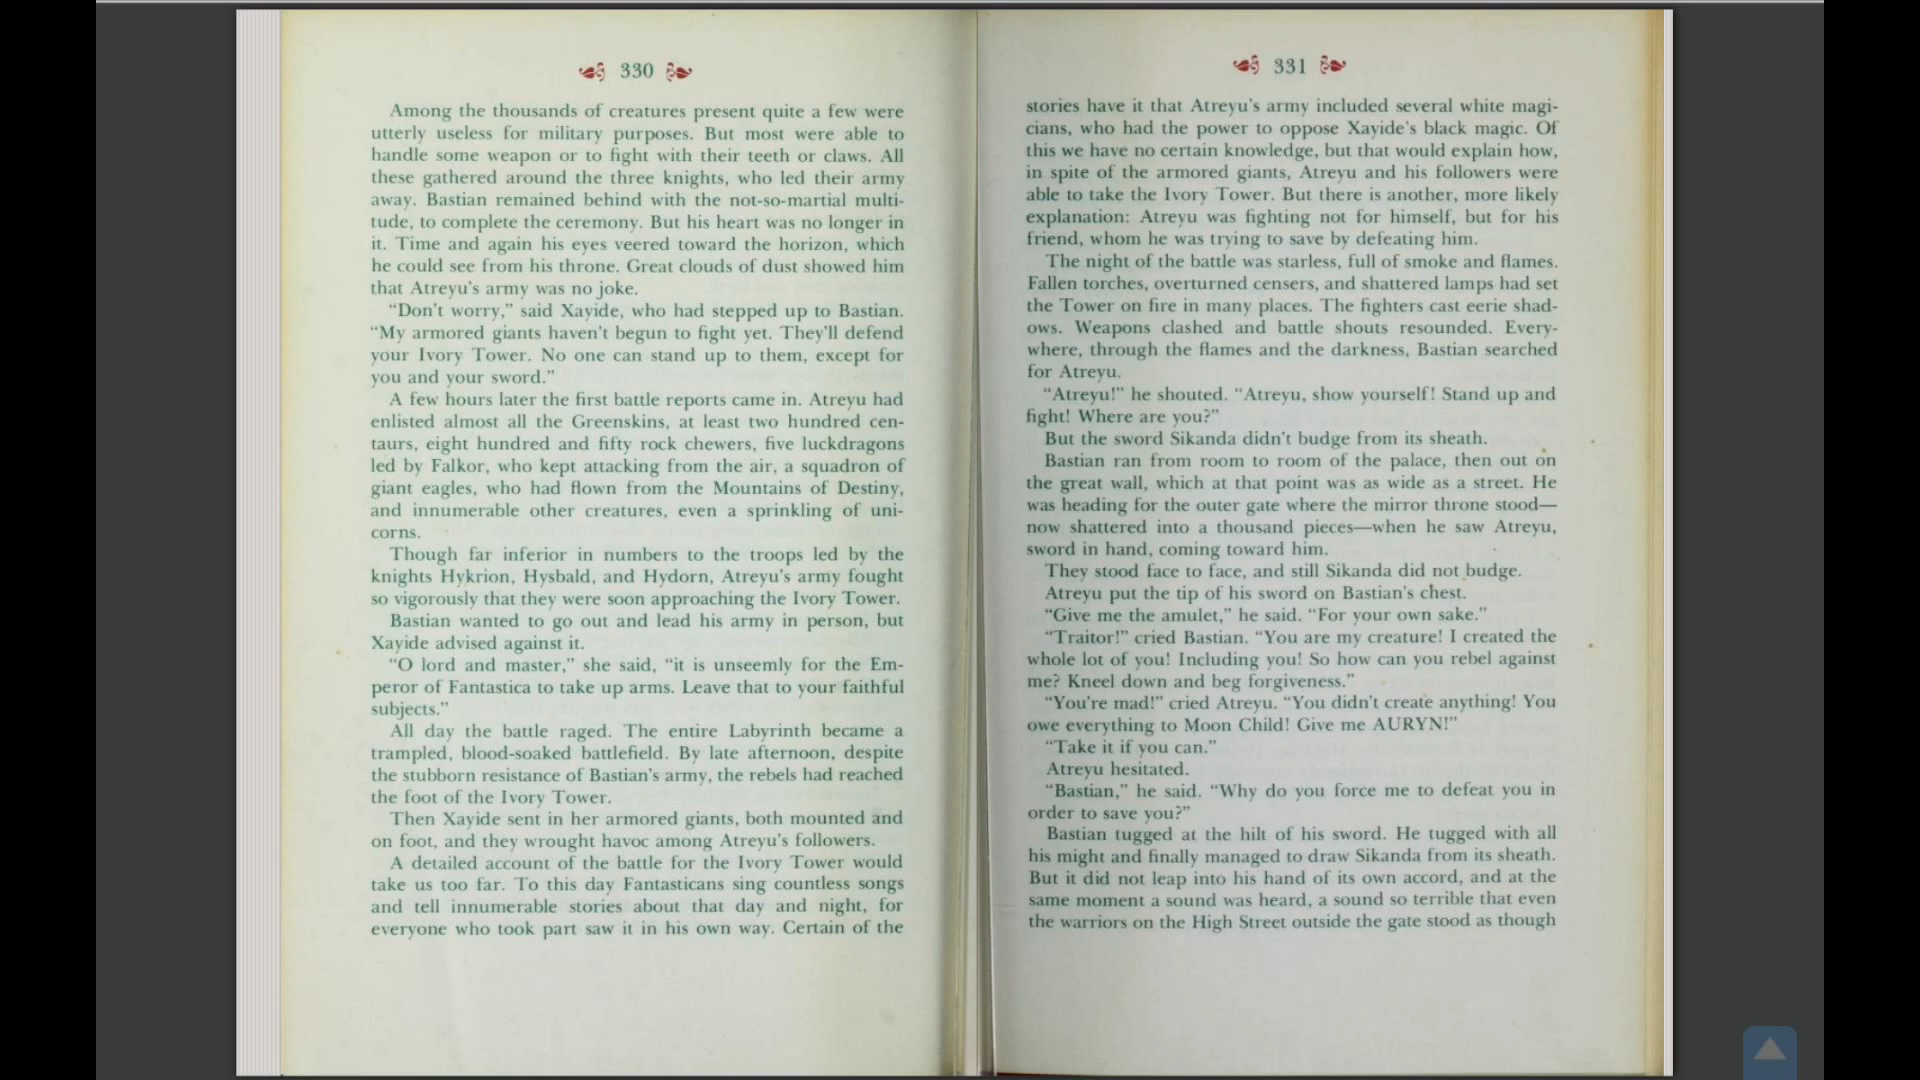 330
Among the thousands of creatures present quite a few were
utterly useless for military purposes. But most were able to
handle some weapon or to fight with their teeth or claws. All
these gathered around the three knights, who led their army
away. Bastian remained behind with the not-so-martial multi-
tude, to complete the ceremony. But his heart was no longer in
it. Time and again his eyes veered toward the horizon, which
he could see from his throne. Great clouds of dust showed him
that Atreyu's army was no joke.
“Don't worry,” said Xayide, who had stepped up to Bastian.
“My armored giants haven't begun to fight yet. They'll defend
your Ivory Tower. No one can stand up to them, except for
you and your sword.”
A few hours later the first battle reports came in. Atreyu had
enlisted almost all the Greenskins, at least two hundred cen-
taurs, eight hundred and fifty rock chewers, five luckdragons
led by Falkor, who kept attacking from the air, a squadron of
giant eagles, who had flown from the Mountains of Destiny,
and innumerable other creatures, even a sprinkling of uni-
corns.
Though far inferior in numbers to the troops led by the
knights Hykrion, Hysbald, and Hydorn, Atreyu's army fought
so vigorously that they were soon approaching the Ivory Tower.
Bastian wanted to go out and lead his army in person, but
Xayide advised against it.
“O lord and master,” she said, “it is unseemly for the Em-
peror of Fantastica to take up arms. Leave that to your faithful
subjects.”
All day the battle raged. The entire Labyrinth became a
trampled, blood-soaked battlefield. By late afternoon, despite
the stubborn resistance of Bastian's army, the rebels had reached
the foot of the Ivory Tower.
Then Xayide sent in her armored giants, both mounted and
on foot, and they wrought havoc among Atreyu's followers.
A detailed account of the battle for the Ivory Tower would
take us too far. To this day Fantasticans sing countless songs
and tell innumerable stories about that day and night, for
everyone who took part saw it in his own way. Certain of the
331
stories have it that Atreyu's army included several white magi-
cians, who had the power to oppose Xayide's black magic. Of
this we have no certain knowledge, but that would explain how,
in spite of the armored giants, Atreyu and his followers were
able to take the Ivory Tower. But there is another, more likely
explanation: Atreyu was fighting not for himself, but for his
friend, whom he was trying to save by defeating him.
The night of the battle was starless, full of smoke and flames.
Fallen torches, overturned censers, and shattered lamps had set
the Tower on fire in many places. The fighters cast eerie shad-
ows. Weapons clashed and battle shouts resounded. Every-
where, through the flames and the darkness, Bastian searched
for Atreyu.
“Atreyu!” he shouted. “Atreyu, show yourself! Stand up and
fight! Where are you?”
But the sword Sikanda didn't budge from its sheath.
Bastian ran from room to room of the palace, then out on
the great wall, which at that point was as wide as a street. He
was heading for the outer gate where the mirror throne stood—
now shattered into a thousand pieces—when he saw Atreyu,
sword in hand, coming toward him.
They stood face to face, and still Sikanda did not budge.
Atreyu put the tip of his sword on Bastian's chest.
“Give me the amulet,” he said. “For your own sake.”
“Traitor!” cried Bastian. “You are my creature! I created the
whole lot of you! Including you! So how can you rebel against
me? Kneel down and beg forgiveness.”
“You're mad!” cried Atreyu. “You didn't create anything! You
owe everything to Moon Child! Give me AURYN!”
“Take it if you can.”
Atreyu hesitated.
“Bastian,” he said. “Why do you force me to defeat you in
order to save you?”
Bastian tugged at the hilt of his sword. He tugged with all
his might and finally managed to draw Sikanda from its sheath.
But it did not leap into his hand of its own accord, and at the
same moment a sound was heard, a sound so terrible that even
the warriors on the High Street outside the gate stood as though